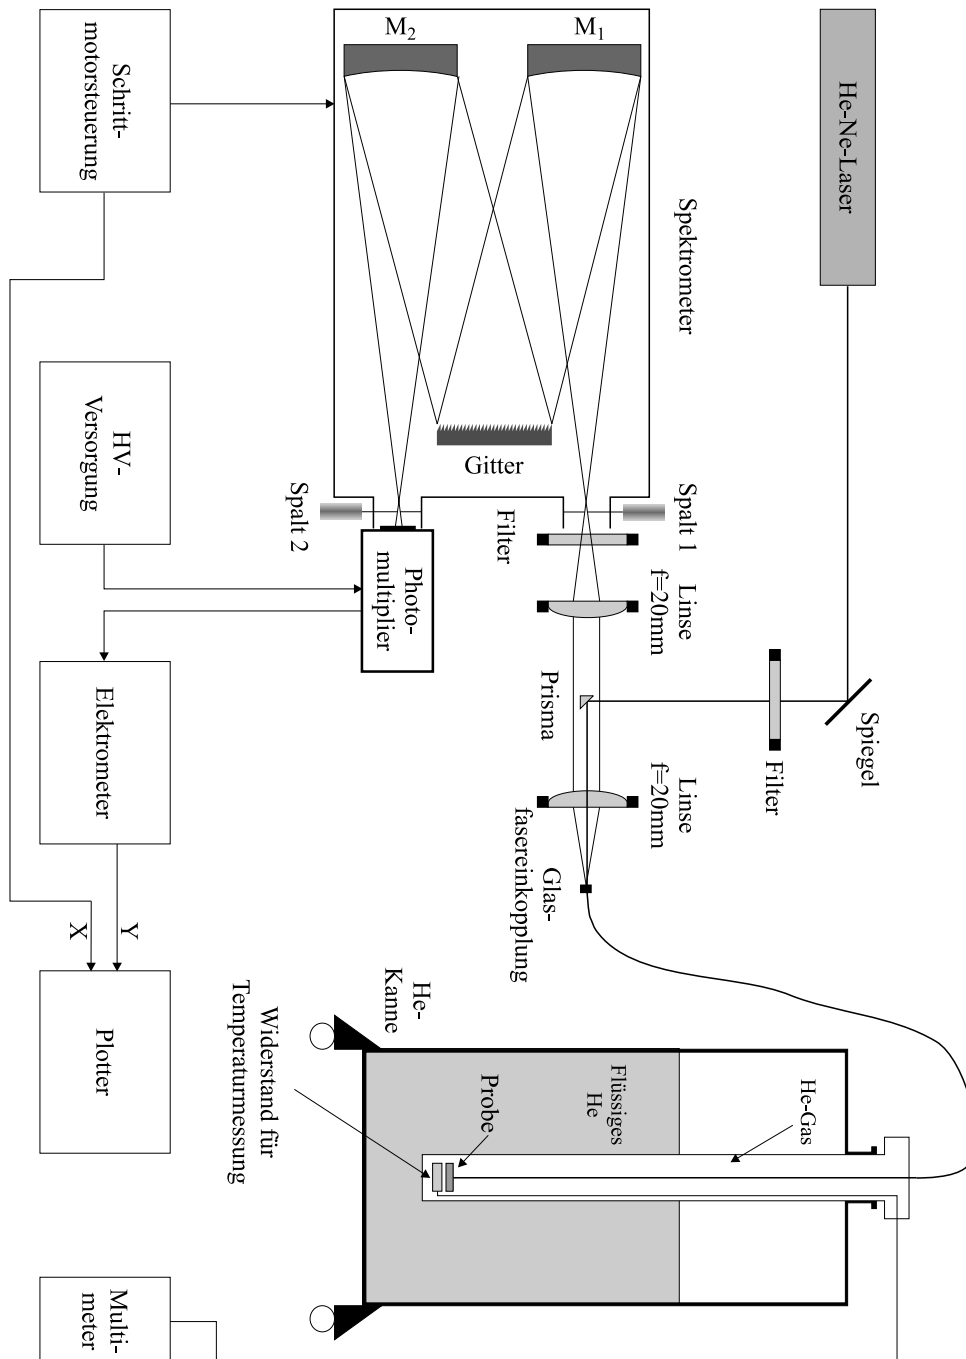 M₂
M₁
Schritt-
motorsteuerung
Spektrometer
He-Ne-Laser
HV-
Versorgung
Gitter
Spalt 2
Filter
Spalt 1
Linse
f=20mm
Photo-
multiplier
Prisma
Spiegel
Filter
Linse
f=20mm
Elektrometer
Glas-
fasereinkopplung
X
Y
Plotter
He-
Kanne
Widerstand für
Temperaturmessung
Probe
Flüssiges
He
He-Gas
Multi-
meter